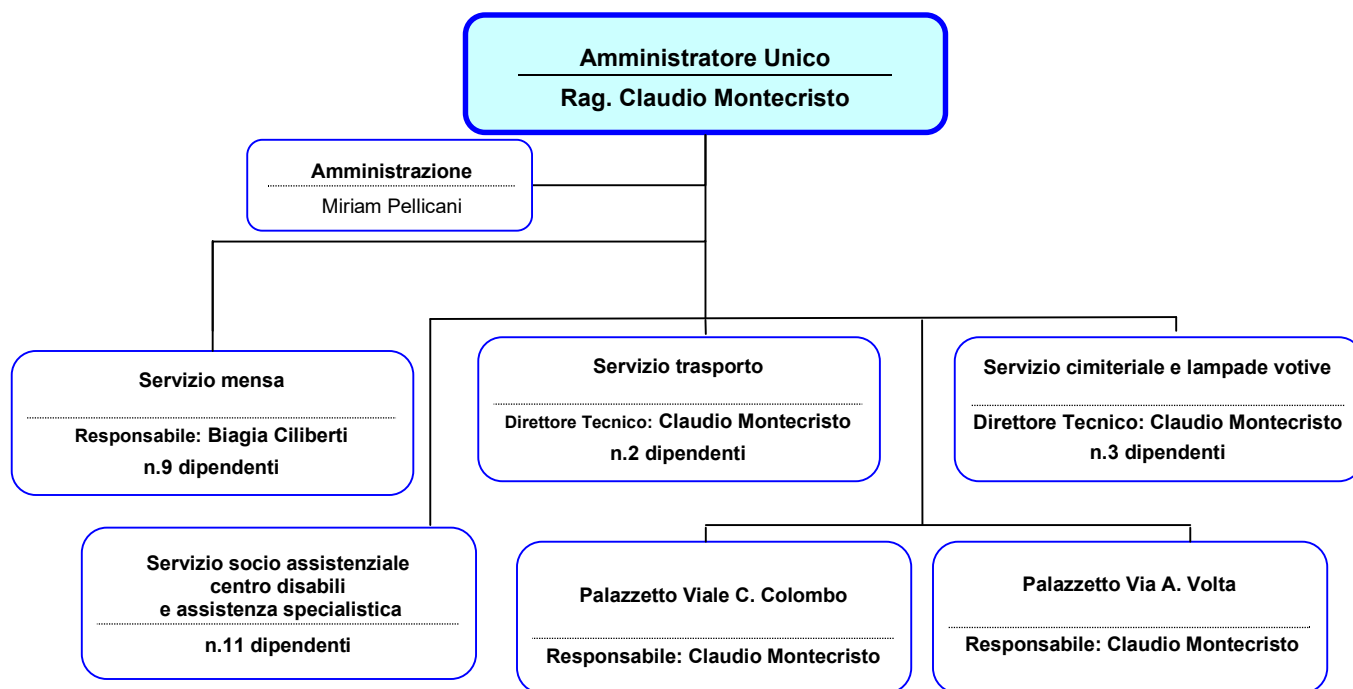 Amministratore Unico
Rag. Claudio Montecristo
Amministrazione
Miriam Pellicani
Servizio mensa
Responsabile: Biagia Ciliberti
n.9 dipendenti
Servizio trasporto
Direttore Tecnico: Claudio Montecristo
n.2 dipendenti
Servizio cimiteriale e lampade votive
Direttore Tecnico: Claudio Montecristo
n.3 dipendenti
Servizio socio assistenziale
centro disabili
e assistenza specialistica
n.11 dipendenti
Palazzetto Viale C. Colombo
Responsabile: Claudio Montecristo
Palazzetto Via A. Volta
Responsabile: Claudio Montecristo